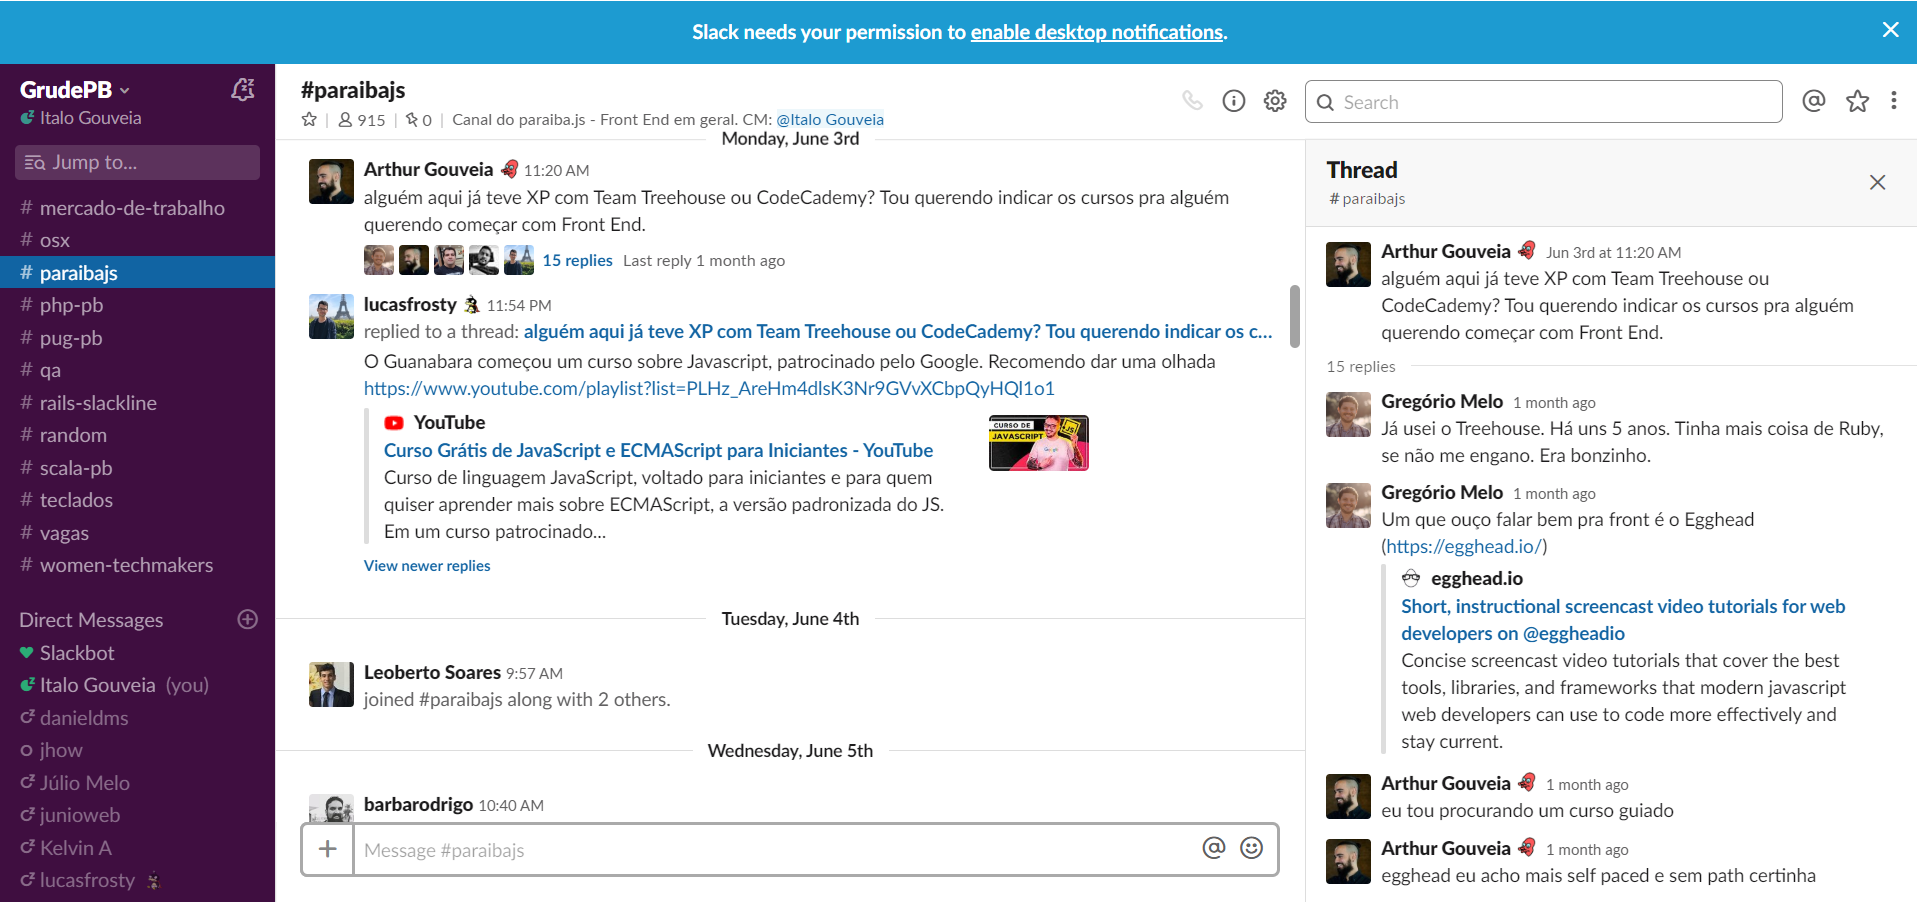 Slack needs your permission to enable desktop notifications.
GrudePB
Italo Gouveia
Jump to...
# mercado-de-trabalho
# osx
# paraibajs
# php-pb
# pug-pb
# qa
# rails-slackline
# random
# scala-pb
# teclados
# vagas
# women-techmakers
Direct Messages
Slackbot
Italo Gouveia (you)
danieldms
jhow
Júlio Melo
junioweb
Kelvin A
lucasfrosty
#paraibajs
915 | 0 | Canal do paraiba.js - Front End em geral. CM: @Italo Gouveia
Search
Monday, June 3rd
Arthur Gouveia 11:20 AM
alguém aqui já teve XP com Team Treehouse ou CodeCademy? Tou querendo indicar os cursos pra alguém
querendo começar com Front End.
15 replies Last reply 1 month ago
lucasfrosty 11:54 PM
replied to a thread: alguém aqui já teve XP com Team Treehouse ou CodeCademy? Tou querendo indicar os c...
O Guanabara começou um curso sobre Javascript, patrocinado pelo Google. Recomendo dar uma olhada
https://www.youtube.com/playlist?list=PLHz_AreHm4dlsK3Nr9GVvXCbpQyHQl1o1
YouTube
Curso Grátis de JavaScript e ECMAScript para Iniciantes - YouTube
Curso de linguagem JavaScript, voltado para iniciantes e para quem
quiser aprender mais sobre ECMAScript, a versão padronizada do JS.
Em um curso patrocinado...
CURSO DE
JAVASCRIPT
JS
Google
View newer replies
Tuesday, June 4th
Leoberto Soares 9:57 AM
joined #paraibajs along with 2 others.
Wednesday, June 5th
barbarodrigo 10:40 AM
Message #paraibajs
Thread
# paraibajs
Arthur Gouveia Jun 3rd at 11:20 AM
alguém aqui já teve XP com Team Treehouse ou
CodeCademy? Tou querendo indicar os cursos pra alguém
querendo começar com Front End.
15 replies
Gregório Melo 1 month ago
Já usei o Treehouse. Há uns 5 anos. Tinha mais coisa de Ruby,
se não me engano. Era bonzinho.
Gregório Melo 1 month ago
Um que ouço falar bem pra front é o Egghead
(https://egghead.io/)
egghead.io
Short, instructional screencast video tutorials for web
developers on @eggheadio
Concise screencast video tutorials that cover the best
tools, libraries, and frameworks that modern javascript
web developers can use to code more effectively and
stay current.
Arthur Gouveia 1 month ago
eu tou procurando um curso guiado
Arthur Gouveia 1 month ago
egghead eu acho mais self paced e sem path certinha